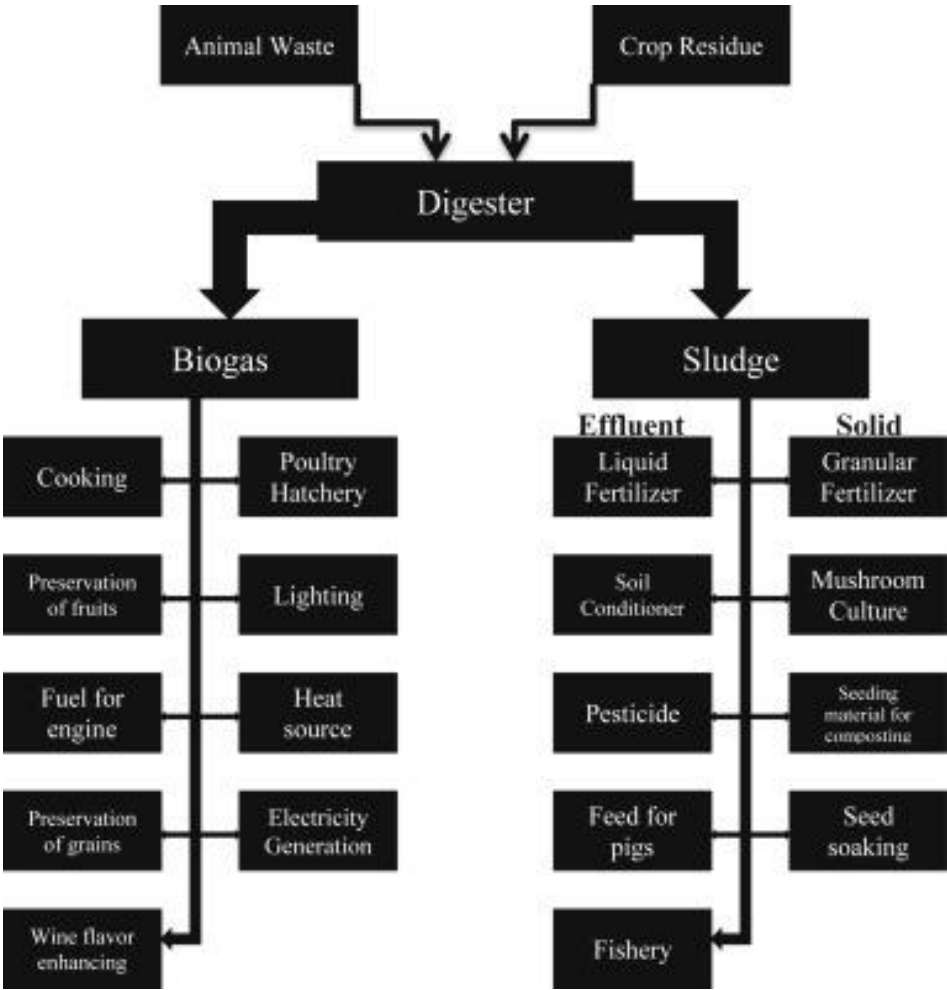 Animal Waste
Crop Residue
Digester
Biogas
Sludge
Effluent
Solid
Cooking
Poultry
Hatchery
Liquid
Fertilizer
Granular
Fertilizer
Preservation
of fruits
Lighting
Soil
Conditioner
Mushroom
Culture
Fuel for
engine
Heat
source
Pesticide
Seeding
material for
composting
Preservation
of grains
Electricity
Generation
Feed for
pigs
Seed
soaking
Wine flavor
enhancing
Fishery